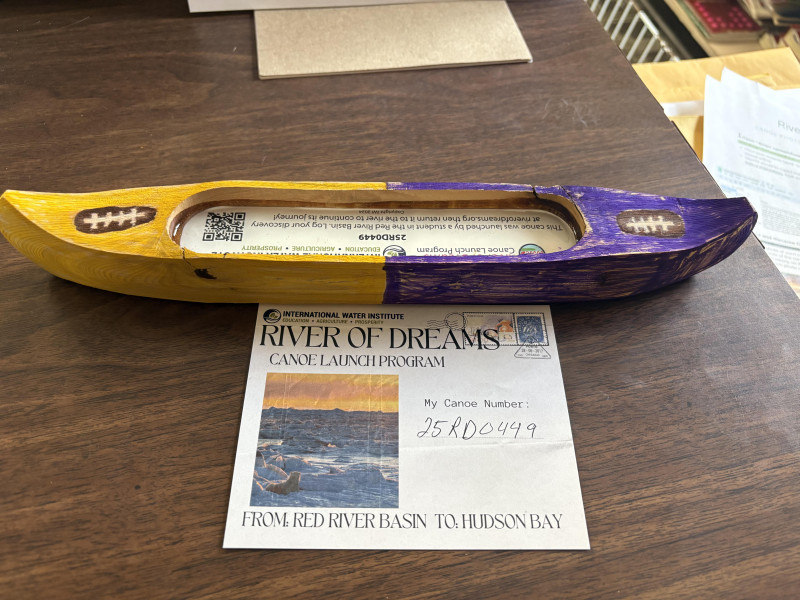 This canoe was launched by a student in the Red River Basin. Log your discovery
at riverofdreams.org then return it to the river to continue its journey!
25RD0449
Canoe Launch Program
EDUCATION • AGRICULTURE • PROSPERITY
INTERNATIONAL WATER INSTITUTE
EDUCATION • AGRICULTURE • PROSPERITY
RIVER OF DREAMS
CANOE LAUNCH PROGRAM
My Canoe Number:
25RD0449
FROM: RED RIVER BASIN TO: HUDSON BAY